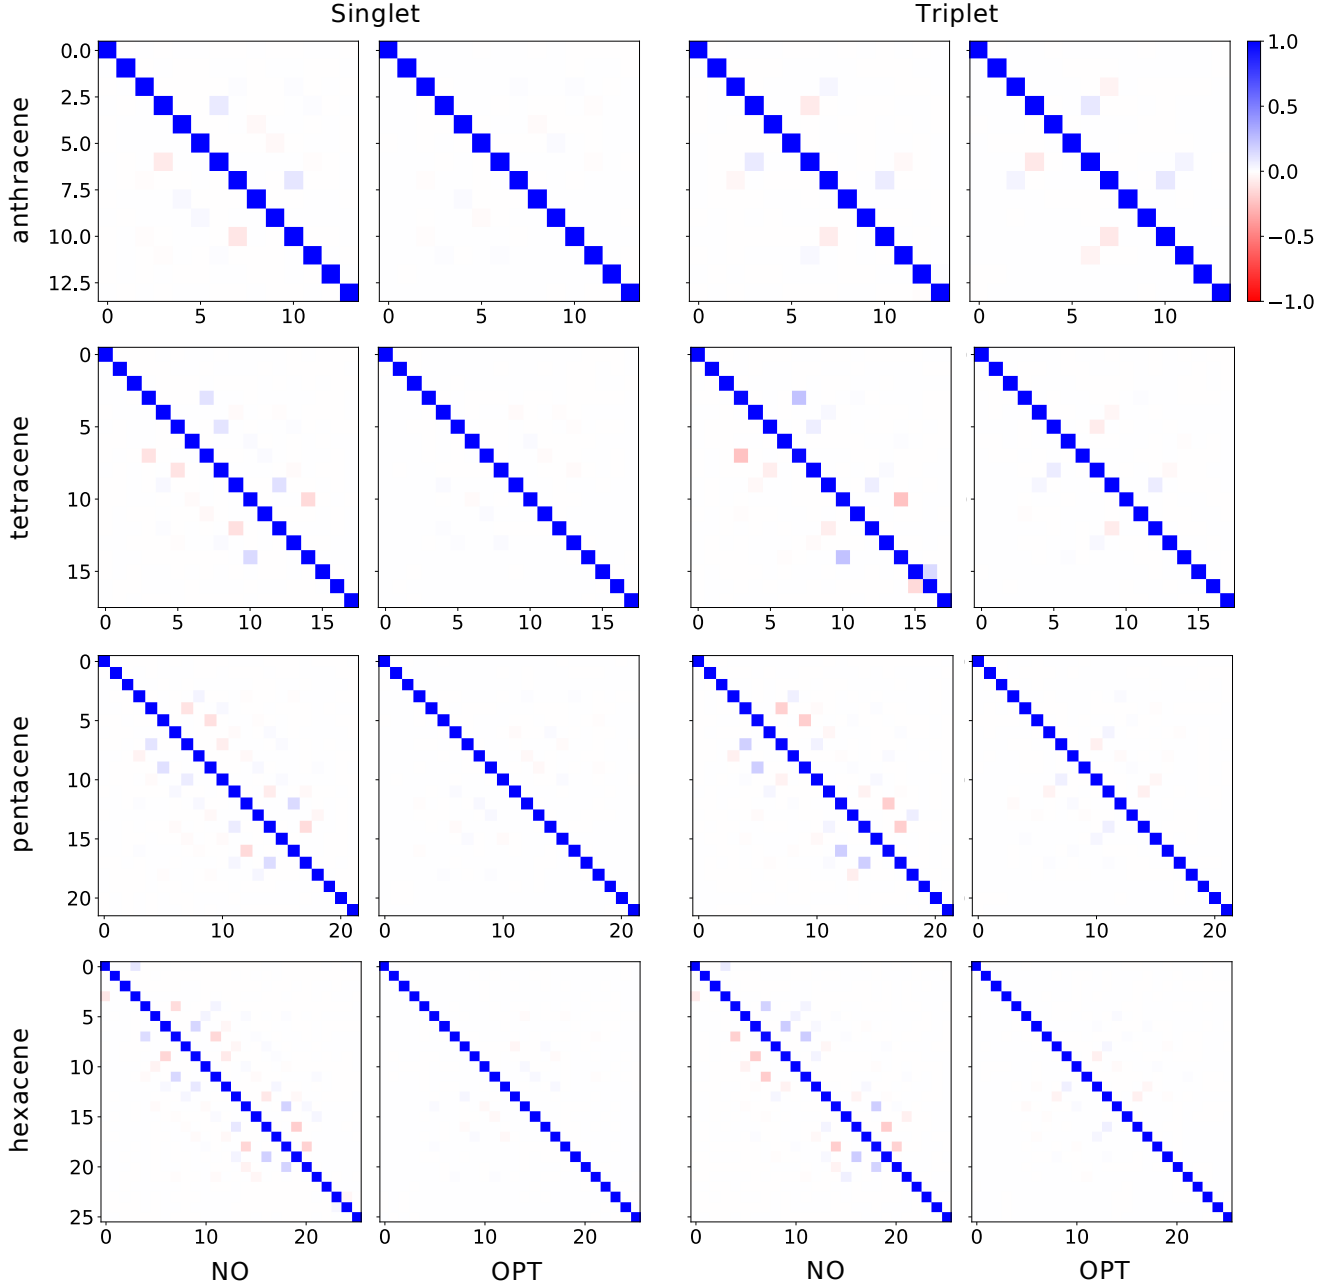 Singlet Triplet
anthracene
0.0 2.5 5.0 7.5 10.0 12.5
0 5 10 0 5 10 0 5 10 0 5 10
1.0 0.5 0.0 −0.5 −1.0
tetracene
0 5 10 15
0 5 10 15 0 5 10 15 0 5 10 15 0 5 10 15
pentacene
0 5 10 15 20
0 10 20 0 10 20 0 10 20 0 10 20
hexacene
0 5 10 15 20 25
0 10 20 0 10 20 0 10 20 0 10 20
NO OPT NO OPT